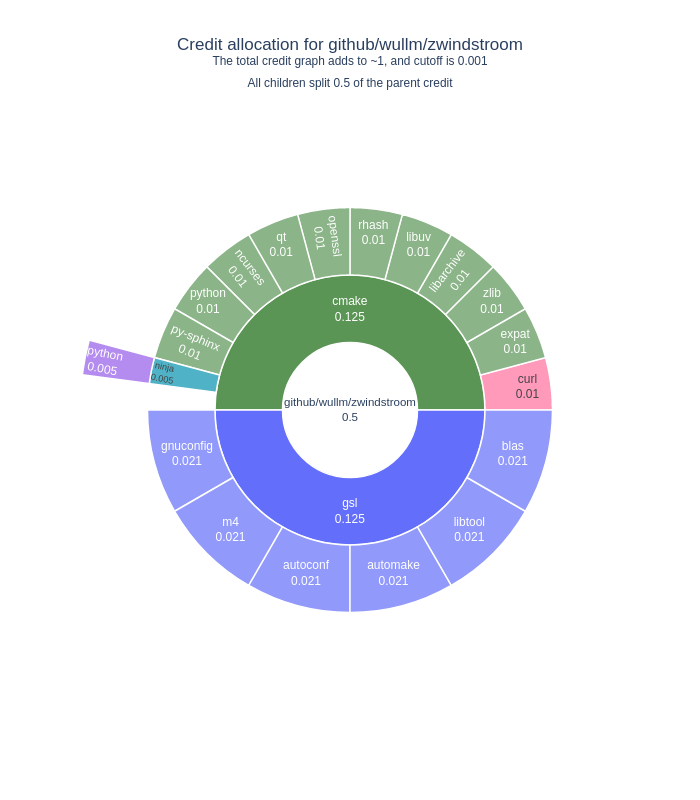 Credit allocation for github/wullm/zwindstroom
The total credit graph adds to ~1, and cutoff is 0.001
All children split 0.5 of the parent credit
github/wullm/zwindstroom
0.5
cmake
0.125
gsl
0.125
curl
0.01
expat
0.01
zlib
0.01
libarchive
0.01
libuv
0.01
rhash
0.01
openssl
0.01
qt
0.01
ncurses
0.01
python
0.01
py-sphinx
0.01
ninja
0.005
python
0.005
gnuconfig
0.021
m4
0.021
autoconf
0.021
automake
0.021
libtool
0.021
blas
0.021